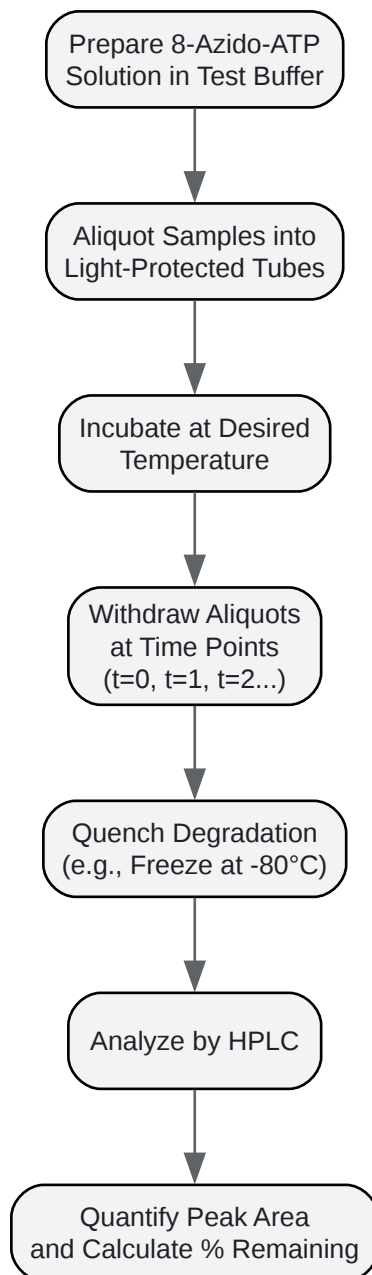 Prepare 8-Azido-ATP
Solution in Test Buffer
Aliquot Samples into
Light-Protected Tubes
Incubate at Desired
Temperature
Withdraw Aliquots
at Time Points
(t=0, t=1, t=2...)
Quench Degradation
(e.g., Freeze at -80°C)
Analyze by HPLC
Quantify Peak Area
and Calculate % Remaining